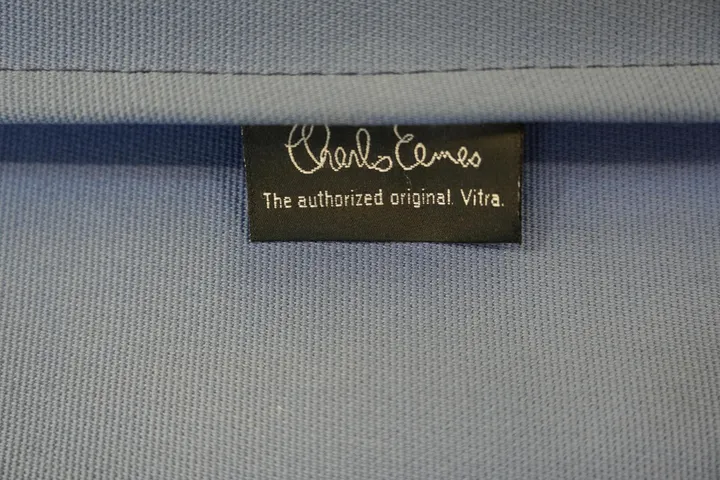 Charles Eames
The authorized original. Vitra.